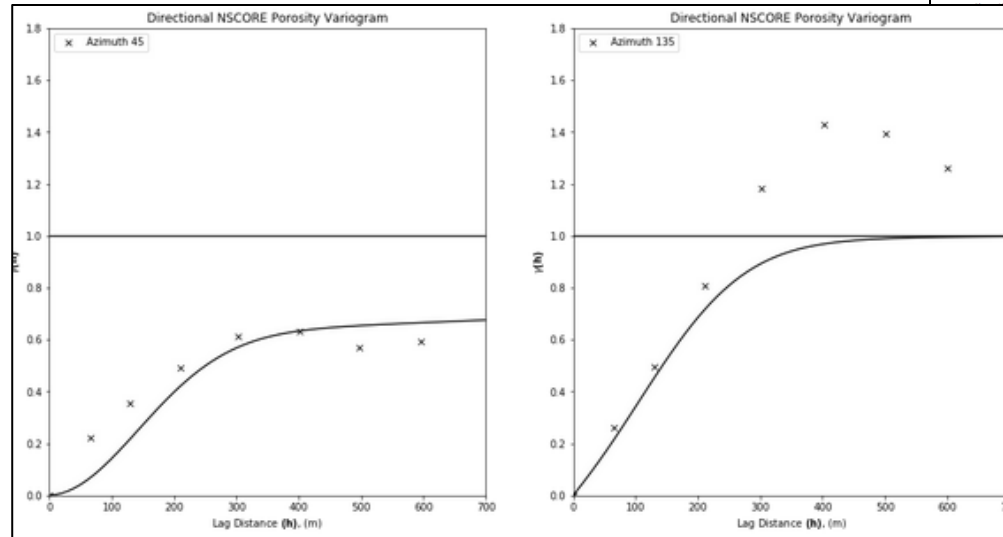 Directional NSCORE Porosity Variogram
× Azimuth 45
1.8
1.6
1.4
1.2
1.0
0.8
0.6
0.4
0.2
0.0
0 100 200 300 400 500 600 700
Lag Distance (h), (m)
Directional NSCORE Porosity Variogram
× Azimuth 135
γ(h)
1.8
1.6
1.4
1.2
1.0
0.8
0.6
0.4
0.2
0.0
0 100 200 300 400 500 600
Lag Distance (h), (m)